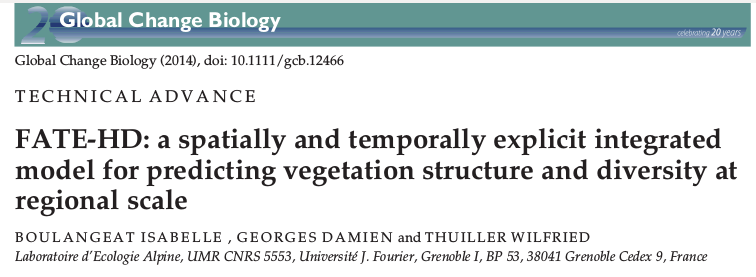 20 Global Change Biology
celebrating 20 years
Global Change Biology (2014), doi: 10.1111/gcb.12466
TECHNICAL ADVANCE
FATE-HD: a spatially and temporally explicit integrated
model for predicting vegetation structure and diversity at
regional scale
BOULANGEAT ISABELLE , GEORGES DAMIEN and THUILLER WILFRIED
Laboratoire d'Ecologie Alpine, UMR CNRS 5553, Université J. Fourier, Grenoble I, BP 53, 38041 Grenoble Cedex 9, France